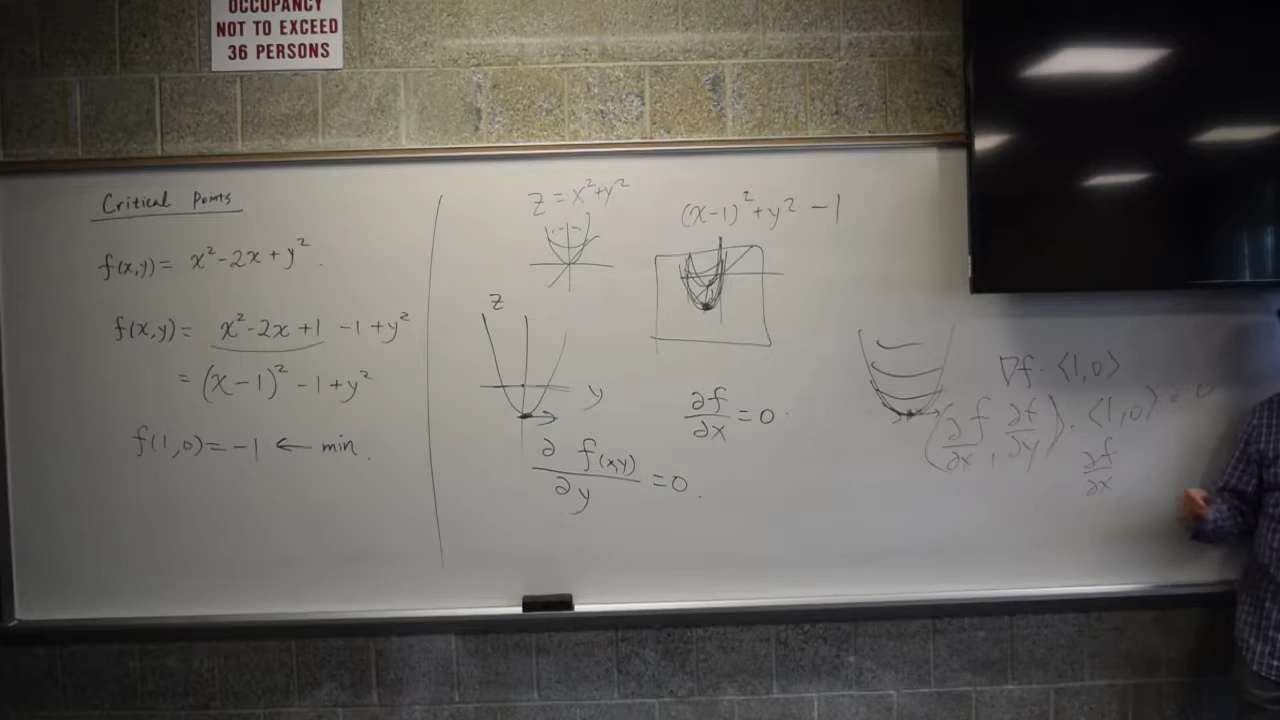 OCCUPANCY
NOT TO EXCEED
36 PERSONS
Critical Points
f(x,y) = x² - 2x + y².
f(x,y) = x² - 2x + 1 - 1 + y²
= (x - 1)² - 1 + y²
f(1,0) = -1 ← min.
z = x² + y²
(x-1)² + y² - 1
z
y
∂f(x,y)/∂y = 0.
∂f/∂x = 0.
∇f · ⟨1,0⟩
(∂f/∂x, ∂f/∂y) · ⟨1,0⟩ = 0
∂f/∂x